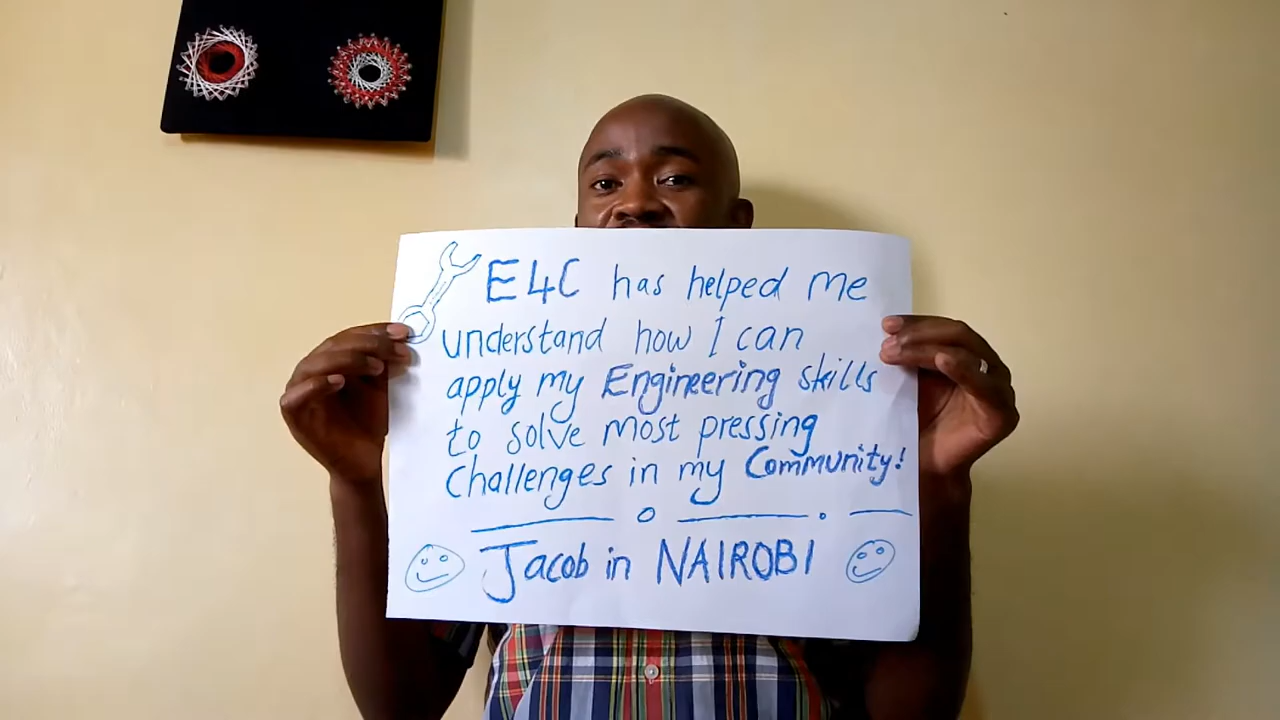 E4C has helped me
understand how I can
apply my Engineering skills
to solve most pressing
Challenges in my Community!
Jacob in NAIROBI